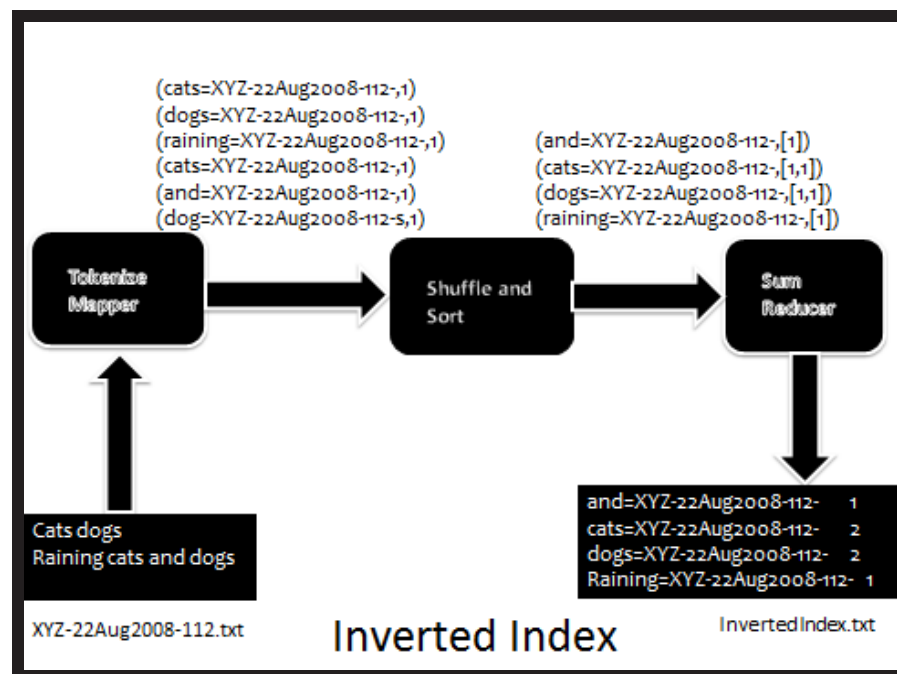 (cats=XYZ-22Aug2008-112-,1)
(dogs=XYZ-22Aug2008-112-,1)
(raining=XYZ-22Aug2008-112-,1)
(cats=XYZ-22Aug2008-112-,1)
(and=XYZ-22Aug2008-112-,1)
(dog=XYZ-22Aug2008-112-s,1)
(and=XYZ-22Aug2008-112-,[1])
(cats=XYZ-22Aug2008-112-,[1,1])
(dogs=XYZ-22Aug2008-112-,[1,1])
(raining=XYZ-22Aug2008-112-,[1])
Tokenize
Mapper
Shuffle and
Sort
Sum
Reducer
Cats dogs
Raining cats and dogs
XYZ-22Aug2008-112.txt
and=XYZ-22Aug2008-112- 1
cats=XYZ-22Aug2008-112- 2
dogs=XYZ-22Aug2008-112- 2
Raining=XYZ-22Aug2008-112- 1
InvertedIndex.txt
Inverted Index